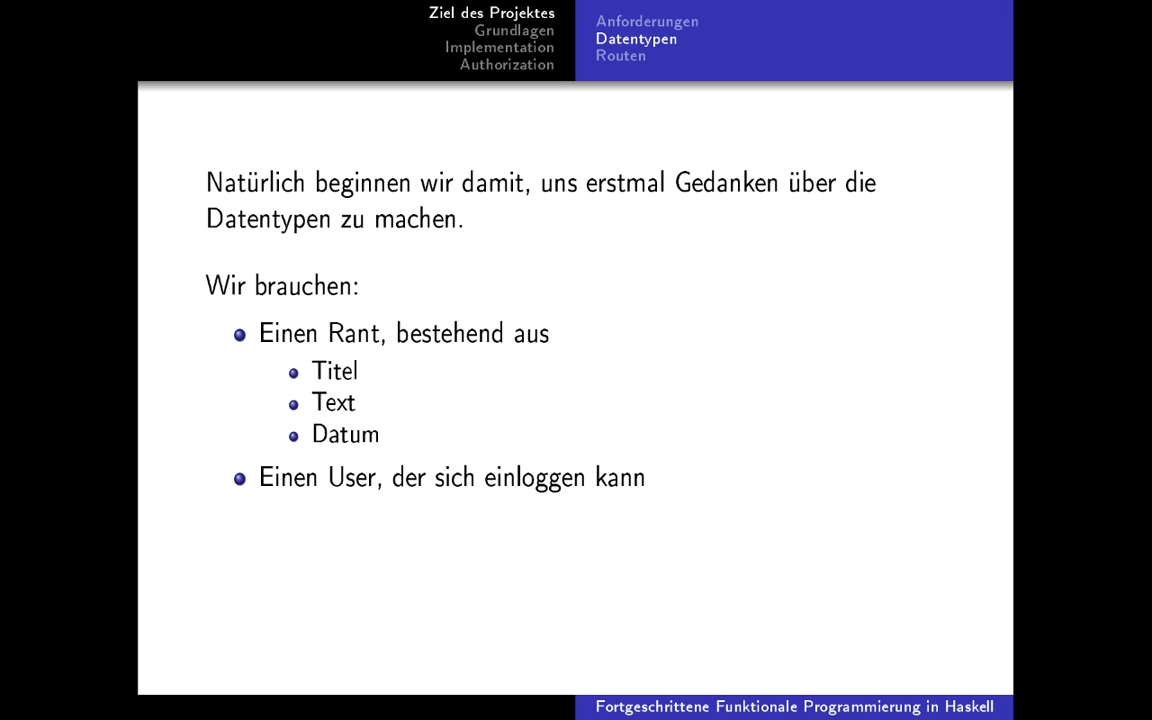 Ziel des Projektes
Grundlagen
Implementation
Authorization
Anforderungen
Datentypen
Routen
Natürlich beginnen wir damit, uns erstmal Gedanken über die
Datentypen zu machen.
Wir brauchen:
Einen Rant, bestehend aus
Titel
Text
Datum
Einen User, der sich einloggen kann
Fortgeschrittene Funktionale Programmierung in Haskell